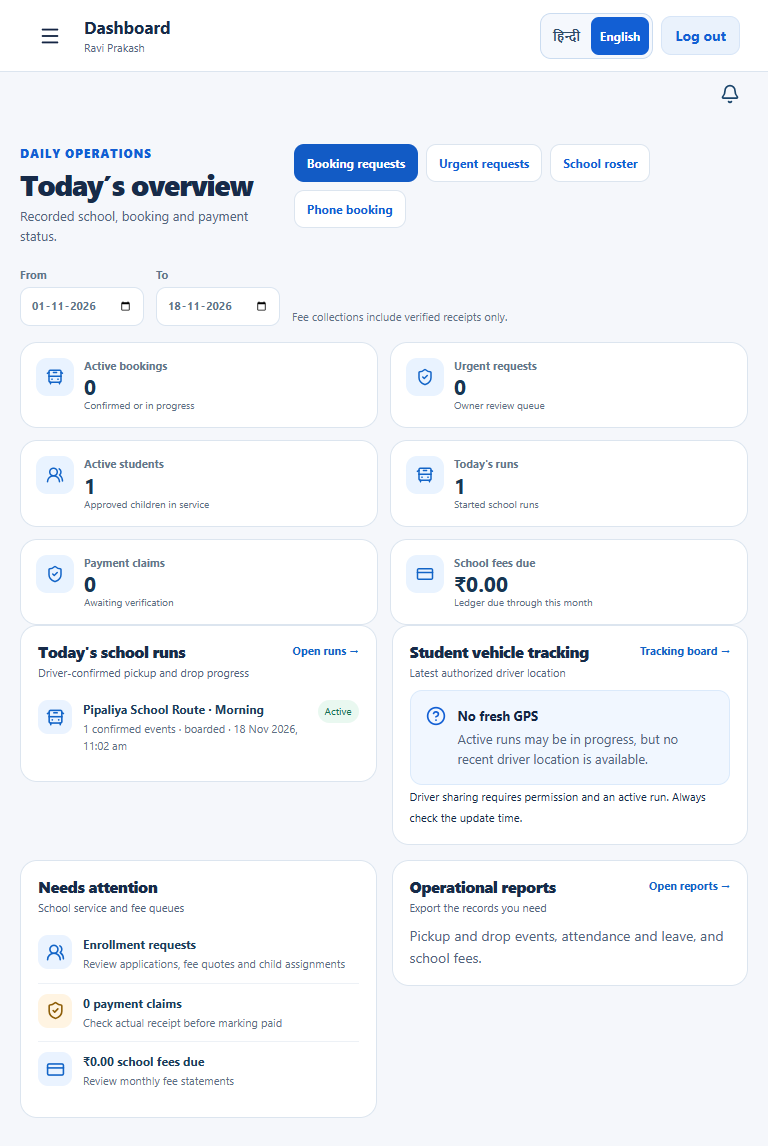 Dashboard
Ravi Prakash
हिन्दी
English
Log out
DAILY OPERATIONS
Today´s overview
Recorded school, booking and payment
status.
Booking requests
Urgent requests
School roster
Phone booking
From
To
01-11-2026
18-11-2026
Fee collections include verified receipts only.
Active bookings
0
Confirmed or in progress
Urgent requests
0
Owner review queue
Active students
1
Approved children in service
Today's runs
1
Started school runs
Payment claims
0
Awaiting verification
School fees due
₹0.00
Ledger due through this month
Today's school runs
Open runs →
Driver-confirmed pickup and drop progress
Pipaliya School Route · Morning
Active
1 confirmed events · boarded · 18 Nov 2026,
11:02 am
Student vehicle tracking
Tracking board →
Latest authorized driver location
No fresh GPS
Active runs may be in progress, but no
recent driver location is available.
Driver sharing requires permission and an active run. Always
check the update time.
Needs attention
School service and fee queues
Enrollment requests
Review applications, fee quotes and child assignments
0 payment claims
Check actual receipt before marking paid
₹0.00 school fees due
Review monthly fee statements
Operational reports
Open reports →
Export the records you need
Pickup and drop events, attendance and leave, and
school fees.